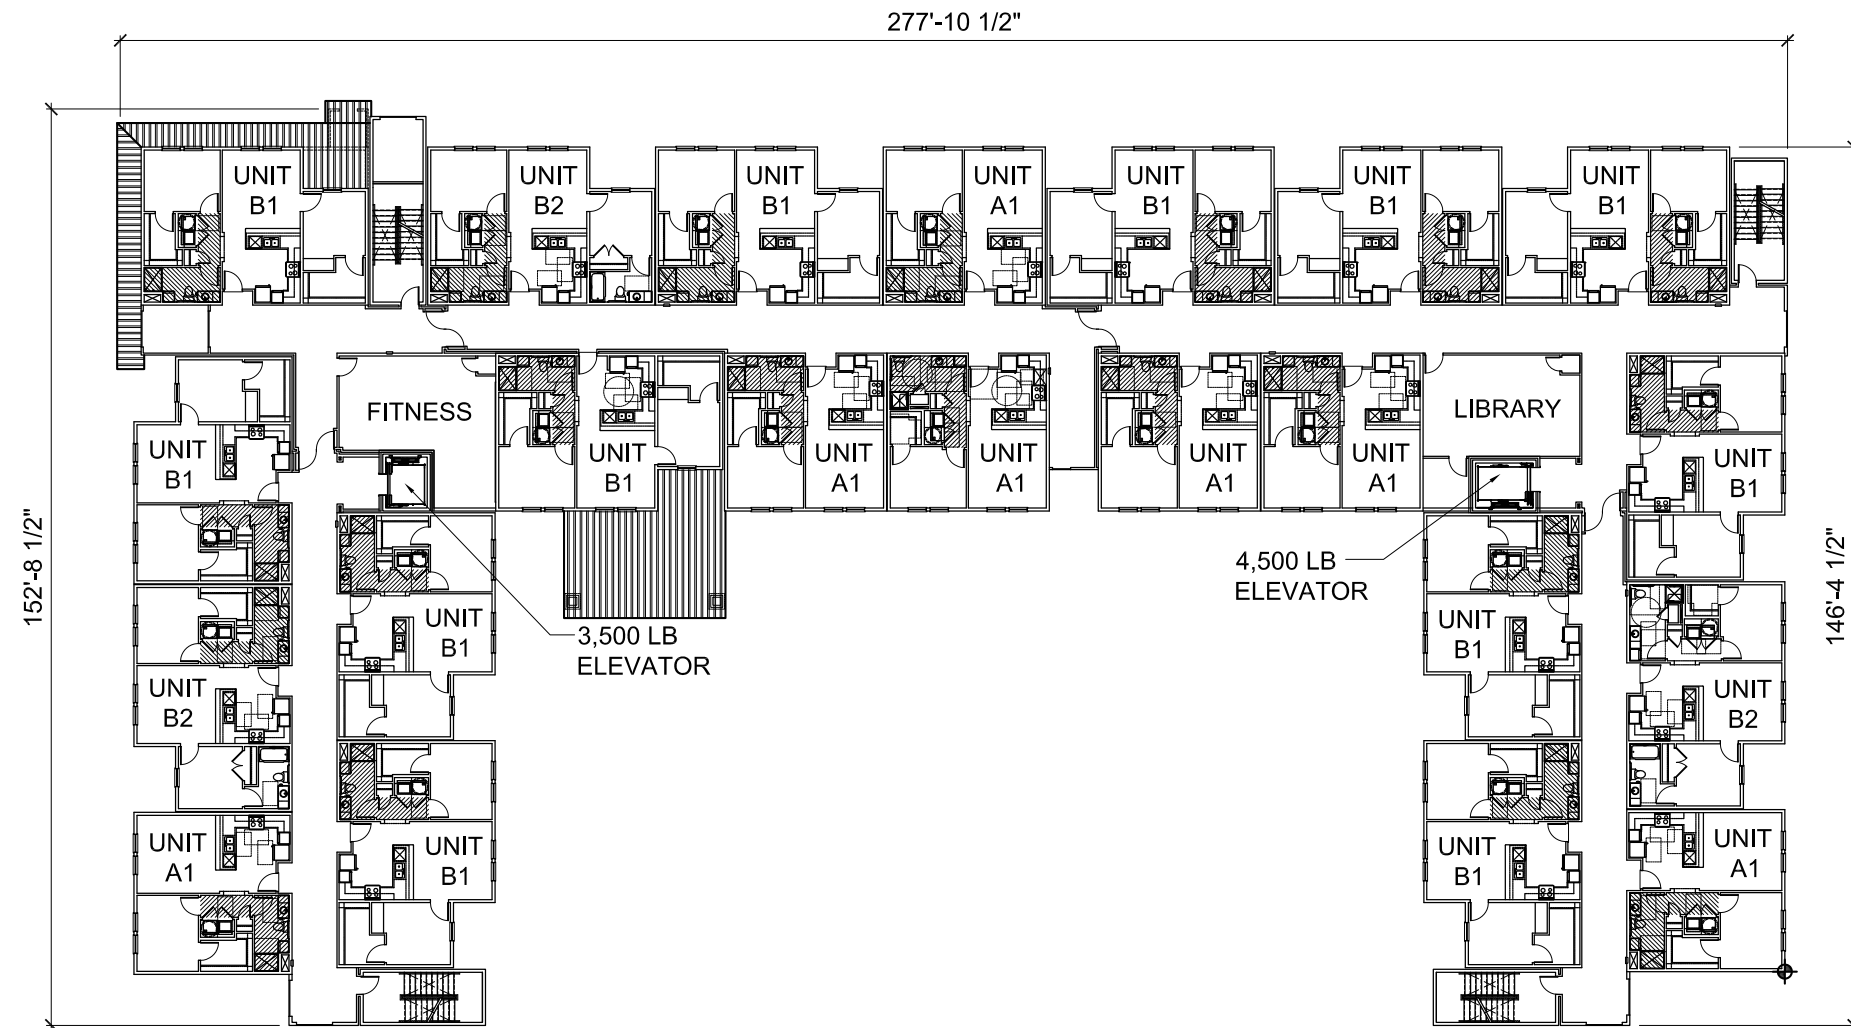 277'-10 1/2"
UNIT
B1
UNIT
B2
UNIT
B1
UNIT
A1
UNIT
B1
UNIT
B1
UNIT
B1
FITNESS
LIBRARY
UNIT
B1
UNIT
B1
UNIT
A1
UNIT
A1
UNIT
A1
UNIT
A1
UNIT
B1
152'-8 1/2"
146'-4 1/2"
4,500 LB
ELEVATOR
3,500 LB
ELEVATOR
UNIT
B1
UNIT
B1
UNIT
B2
UNIT
B2
UNIT
A1
UNIT
B1
UNIT
B1
UNIT
A1